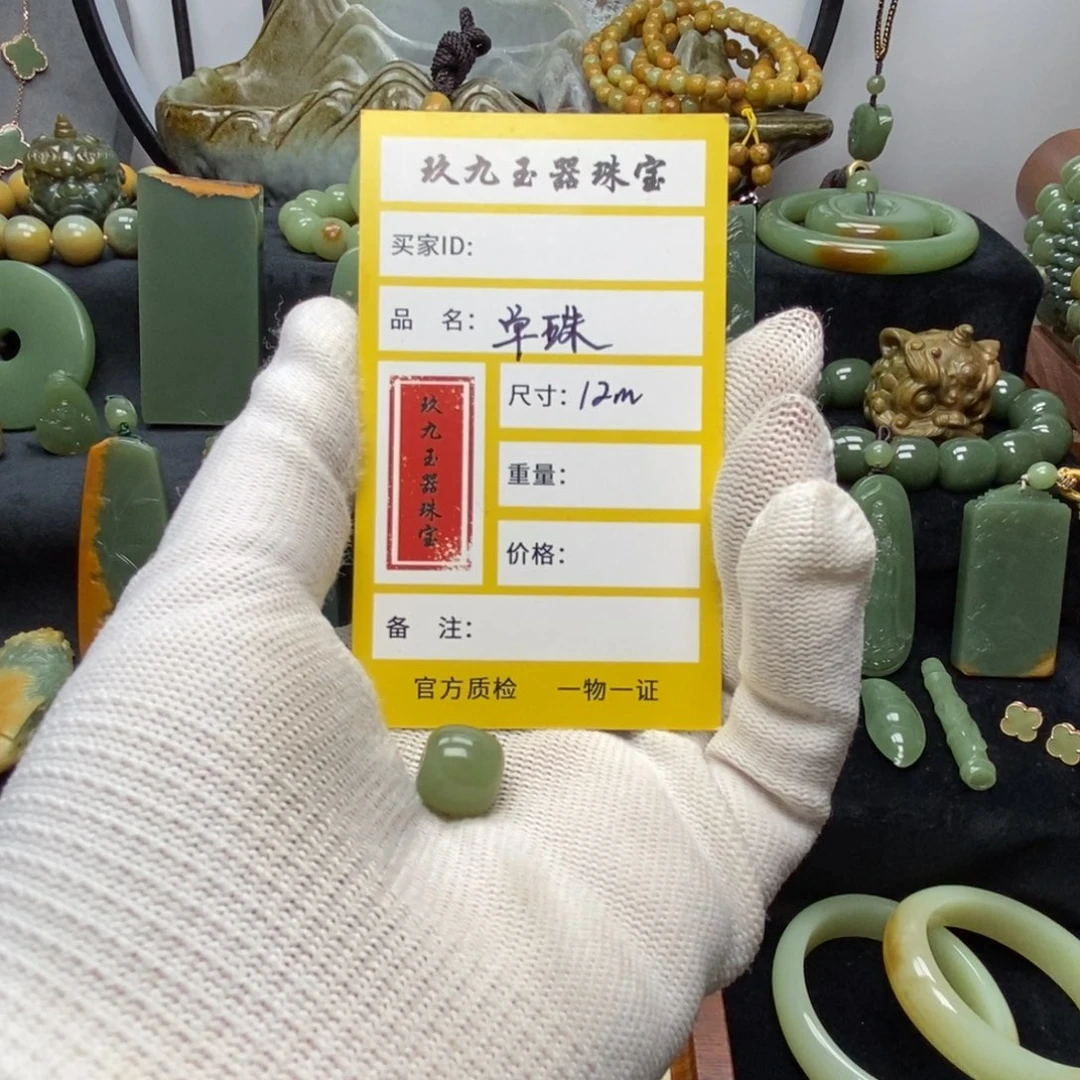 玖九玉器珠宝
买家ID:
品 名: 单珠
玖九玉器珠宝
尺寸: 12m
重量:
价格:
备 注:
官方质检 一物一证